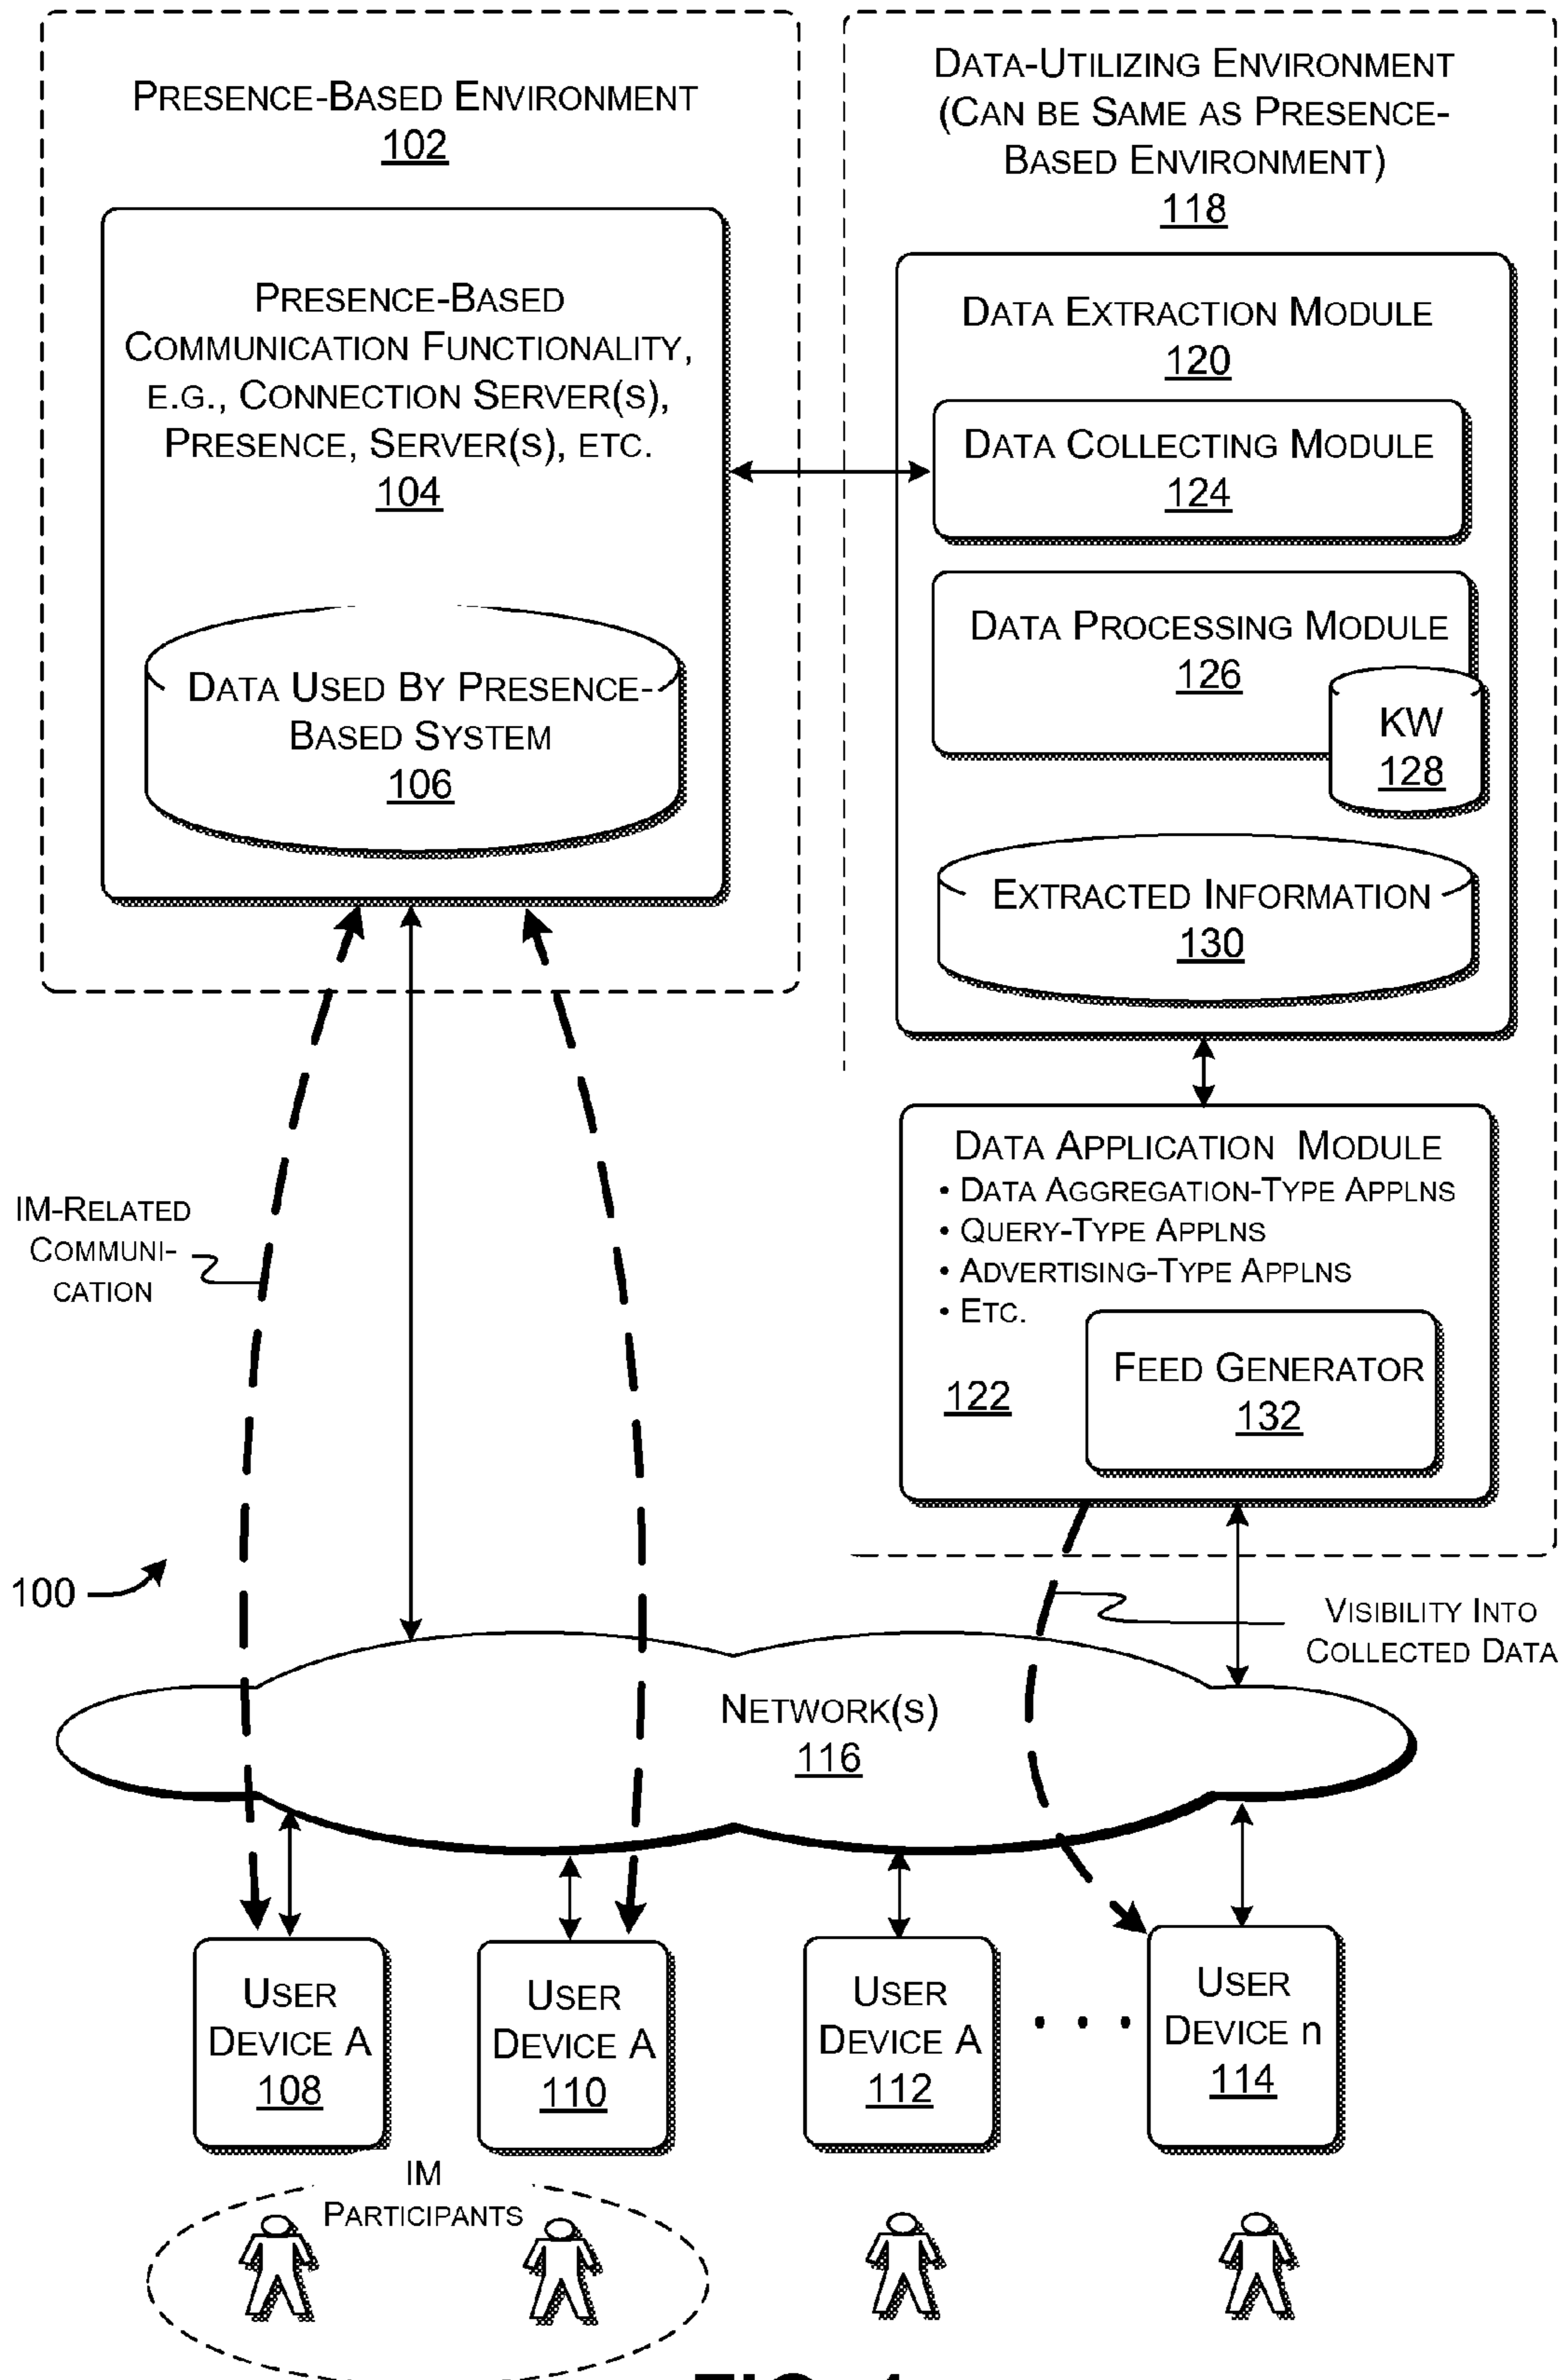 PRESENCE-BASED ENVIRONMENT
102
PRESENCE-BASED
COMMUNICATION FUNCTIONALITY,
E.G., CONNECTION SERVER(S),
PRESENCE, SERVER(S), ETC.
104
DATA USED BY PRESENCE-
BASED SYSTEM
106
DATA-UTILIZING ENVIRONMENT
(CAN BE SAME AS PRESENCE-
BASED ENVIRONMENT)
118
DATA EXTRACTION MODULE
120
DATA COLLECTING MODULE
124
DATA PROCESSING MODULE
126
KW
128
EXTRACTED INFORMATION
130
DATA APPLICATION MODULE
• DATA AGGREGATION-TYPE APPLNS
• QUERY-TYPE APPLNS
• ADVERTISING-TYPE APPLNS
• ETC.
122
FEED GENERATOR
132
IM-RELATED
COMMUNI-
CATION
100
VISIBILITY INTO
COLLECTED DATA
NETWORK(S)
116
USER
DEVICE A
108
USER
DEVICE A
110
USER
DEVICE A
112
• • •
USER
DEVICE n
114
IM
PARTICIPANTS